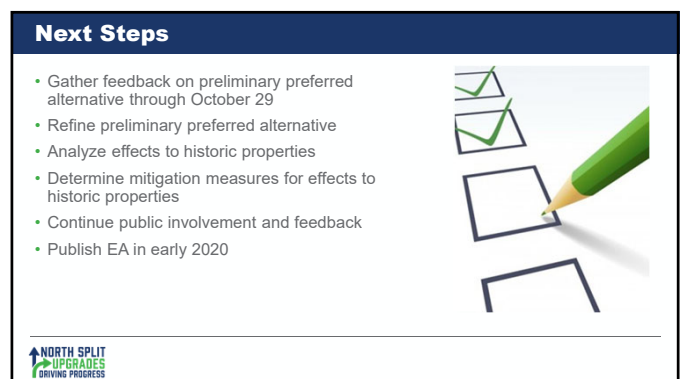 Next Steps
• Gather feedback on preliminary preferred
alternative through October 29
• Refine preliminary preferred alternative
• Analyze effects to historic properties
• Determine mitigation measures for effects to
historic properties
• Continue public involvement and feedback
• Publish EA in early 2020
NORTH SPLIT
UPGRADES
DRIVING PROGRESS